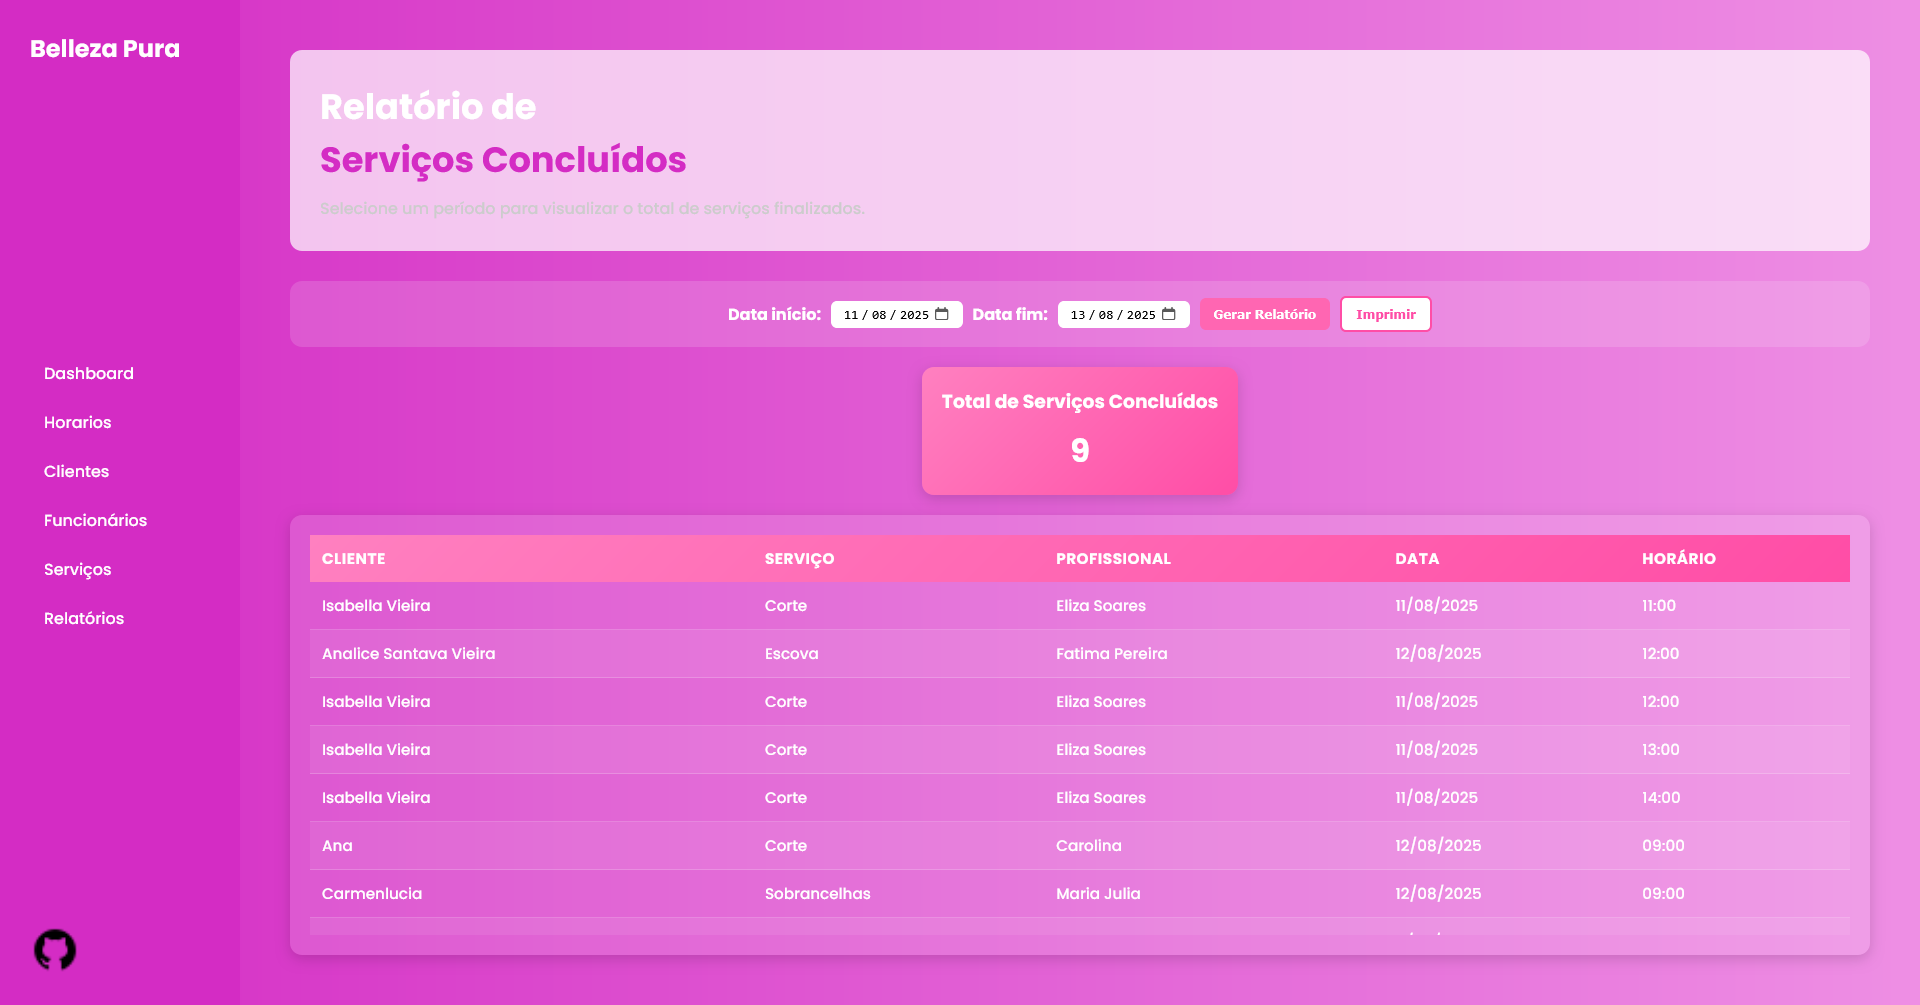 Belleza Pura
Dashboard
Horarios
Clientes
Funcionários
Serviços
Relatórios
Relatório de
Serviços Concluídos
Selecione um período para visualizar o total de serviços finalizados.
Data início: 11/08/2025 Data fim: 13/08/2025 Gerar Relatório Imprimir
Total de Serviços Concluídos
9
CLIENTE SERVIÇO PROFISSIONAL DATA HORÁRIO
Isabella Vieira Corte Eliza Soares 11/08/2025 11:00
Analice Santava Vieira Escova Fatima Pereira 12/08/2025 12:00
Isabella Vieira Corte Eliza Soares 11/08/2025 12:00
Isabella Vieira Corte Eliza Soares 11/08/2025 13:00
Isabella Vieira Corte Eliza Soares 11/08/2025 14:00
Ana Corte Carolina 12/08/2025 09:00
Carmenlucia Sobrancelhas Maria Julia 12/08/2025 09:00